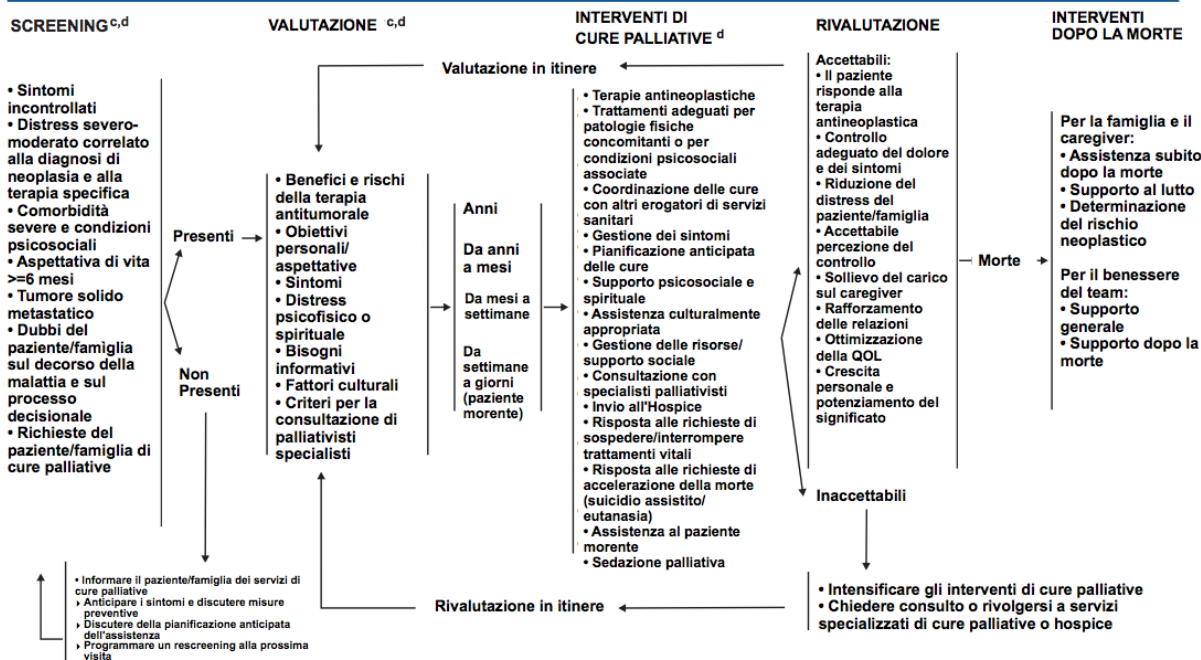 SCREENING c,d
VALUTAZIONE c,d
INTERVENTI DI
CURE PALLIATIVE d
RIVALUTAZIONE
INTERVENTI
DOPO LA MORTE
• Sintomi
incontrollati
• Distress severo-
moderato correlato
alla diagnosi di
neoplasia e alla
terapia specifica
• Comorbidità
severe e condizioni
psicosociali
• Aspettativa di vita
>=6 mesi
• Tumore solido
metastatico
• Dubbi del
paziente/famìglia
sul decorso della
malattia e sul
processo
decisionale
• Richieste del
paziente/famiglia di
cure palliative
Presenti
Non
Presenti
• Informare il paziente/famiglia dei servizi di
cure palliative
Anticipare i sintomi e discutere misure
preventive
Discutere della pianificazione anticipata
dell'assistenza
Programmare un rescreening alla prossima
visita
Valutazione in itinere
• Benefici e rischi
della terapia
antitumorale
• Obiettivi
personali/
aspettative
• Sintomi
• Distress
psicofisico o
spirituale
• Bisogni
informativi
• Fattori culturali
• Criteri per la
consultazione di
palliativisti
specialisti
Anni
Da anni
a mesi
Da mesi a
settimane
Da
settimane
a giorni
(paziente
morente)
• Terapie antineoplastiche
• Trattamenti adeguati per
patologie fisiche
concomitanti o per
condizioni psicosociali
associate
• Coordinazione delle cure
con altri erogatori di servizi
sanitari
• Gestione dei sintomi
• Pianificazione anticipata
delle cure
• Supporto psicosociale e
spirituale
• Assistenza culturalmente
appropriata
• Gestione delle risorse/
supporto sociale
• Consultazione con
specialisti palliativisti
• Invio all'Hospice
• Risposta alle richieste di
sospedere/interrompere
trattamenti vitali
• Risposta alle richieste di
accelerazione della morte
(suicidio assistito/
eutanasia)
• Assistenza al paziente
morente
• Sedazione palliativa
Accettabili:
• Il paziente
risponde alla
terapia
antineoplastica
• Controllo
adeguato del dolore
e dei sintomi
• Riduzione del
distress del
paziente/famiglia
• Accettabile
percezione del
controllo
• Sollievo del carico
sul caregiver
• Rafforzamento
delle relazioni
• Ottimizzazione
della QOL
• Crescita
personale e
potenziamento del
significato
Inaccettabili
• Intensificare gli interventi di cure palliative
• Chiedere consulto o rivolgersi a servizi
specializzati di cure palliative o hospice
Rivalutazione in itinere
Morte
Per la famiglia e il
caregiver:
• Assistenza subito
dopo la morte
• Supporto al lutto
• Determinazione
del rischio
neoplastico
Per il benessere
del team:
• Supporto
generale
• Supporto dopo la
morte